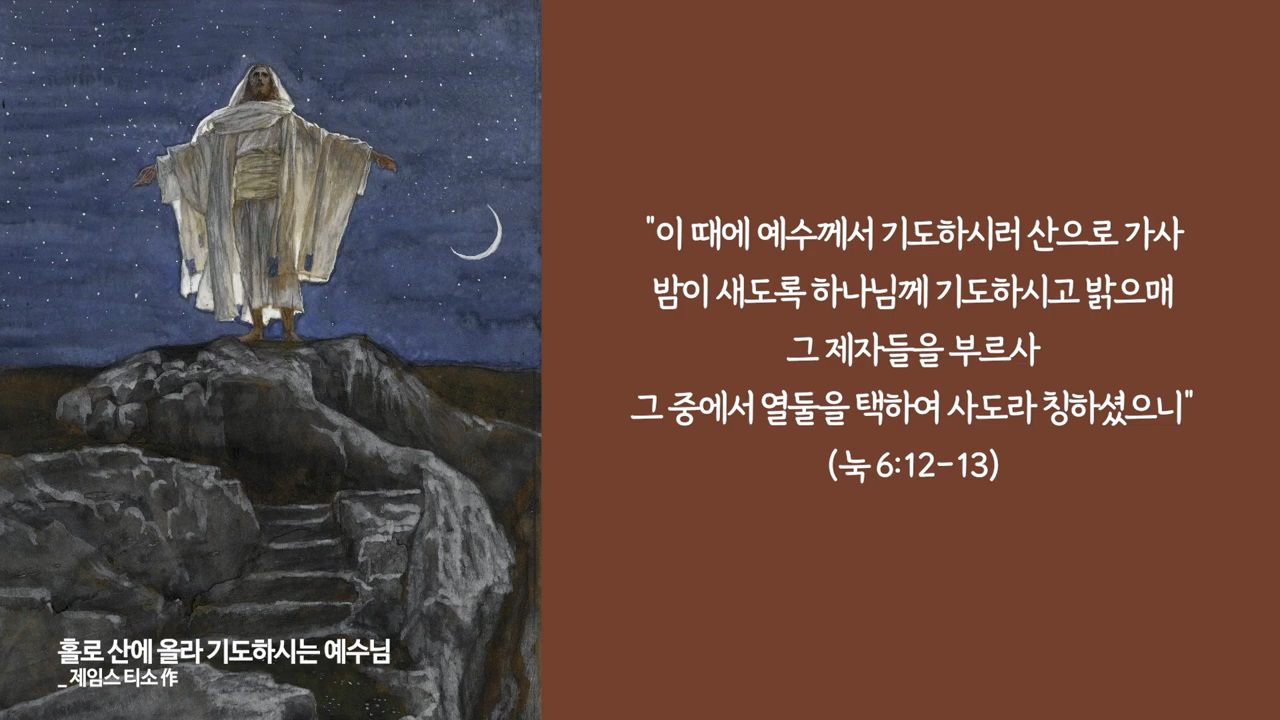 "이 때에 예수께서 기도하시러 산으로 가사
밤이 새도록 하나님께 기도하시고 밝으매
그 제자들을 부르사
그 중에서 열둘을 택하여 사도라 칭하셨으니"
(눅 6:12-13)
홀로 산에 올라 기도하시는 예수님
_ 제임스 티소 作